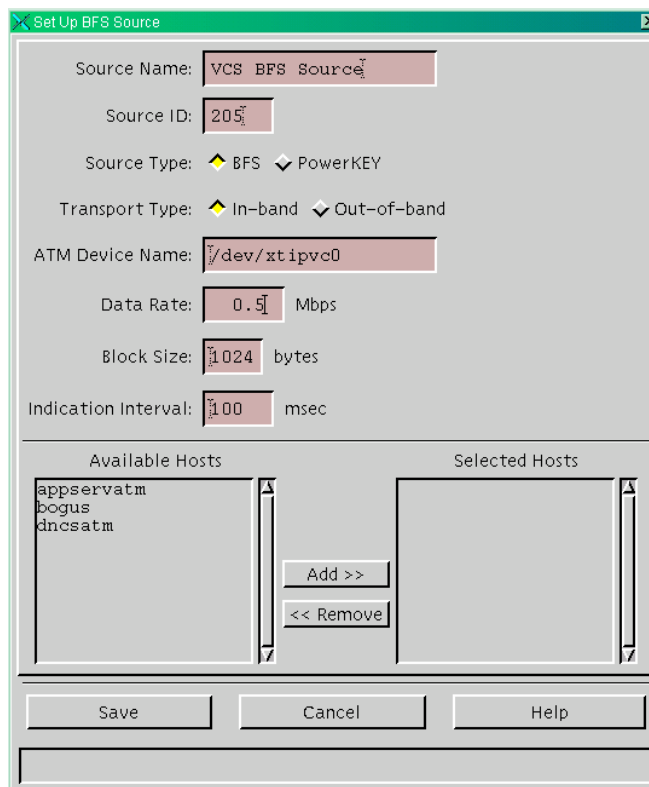 Set Up BFS Source
Source Name: VCS BFS Source
Source ID: 205
Source Type: BFS PowerKEY
Transport Type: In-band Out-of-band
ATM Device Name: /dev/xtipvc0
Data Rate: 0.5 Mbps
Block Size: 1024 bytes
Indication Interval: 100 msec
Available Hosts
appservatm
bogus
dncsatm
Selected Hosts
Add >>
<< Remove
Save Cancel Help